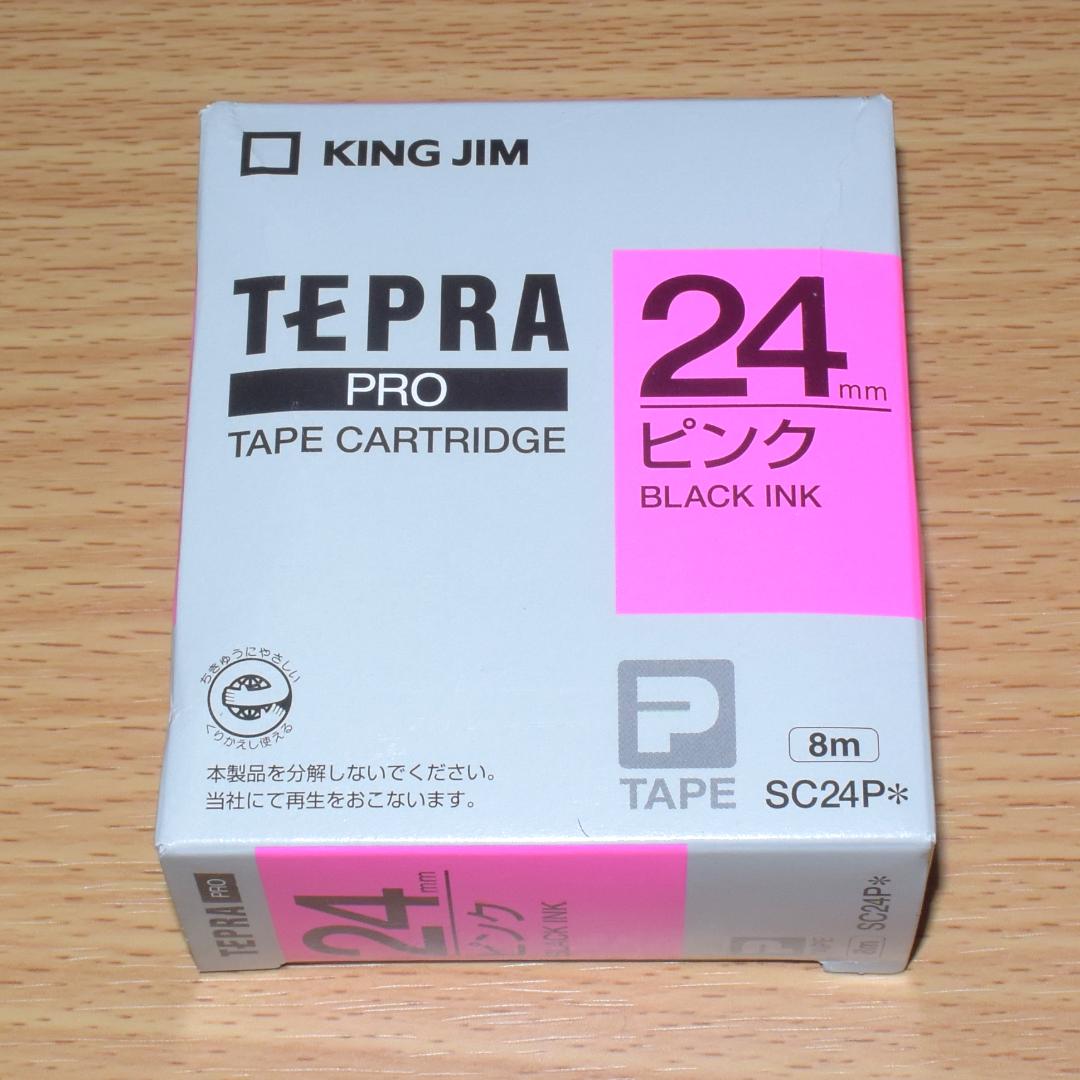 KING JIM
TEPRA
PRO
TAPE CARTRIDGE
24mm
ピンク
BLACK INK
ちきゅうにやさしい
くりかえし使える
本製品を分解しないでください。
当社にて再生をおこないます。
P
TAPE
8m
SC24P*
TEPRA PRO
24mm
ピンク
BLACK INK
8m
SC24P*